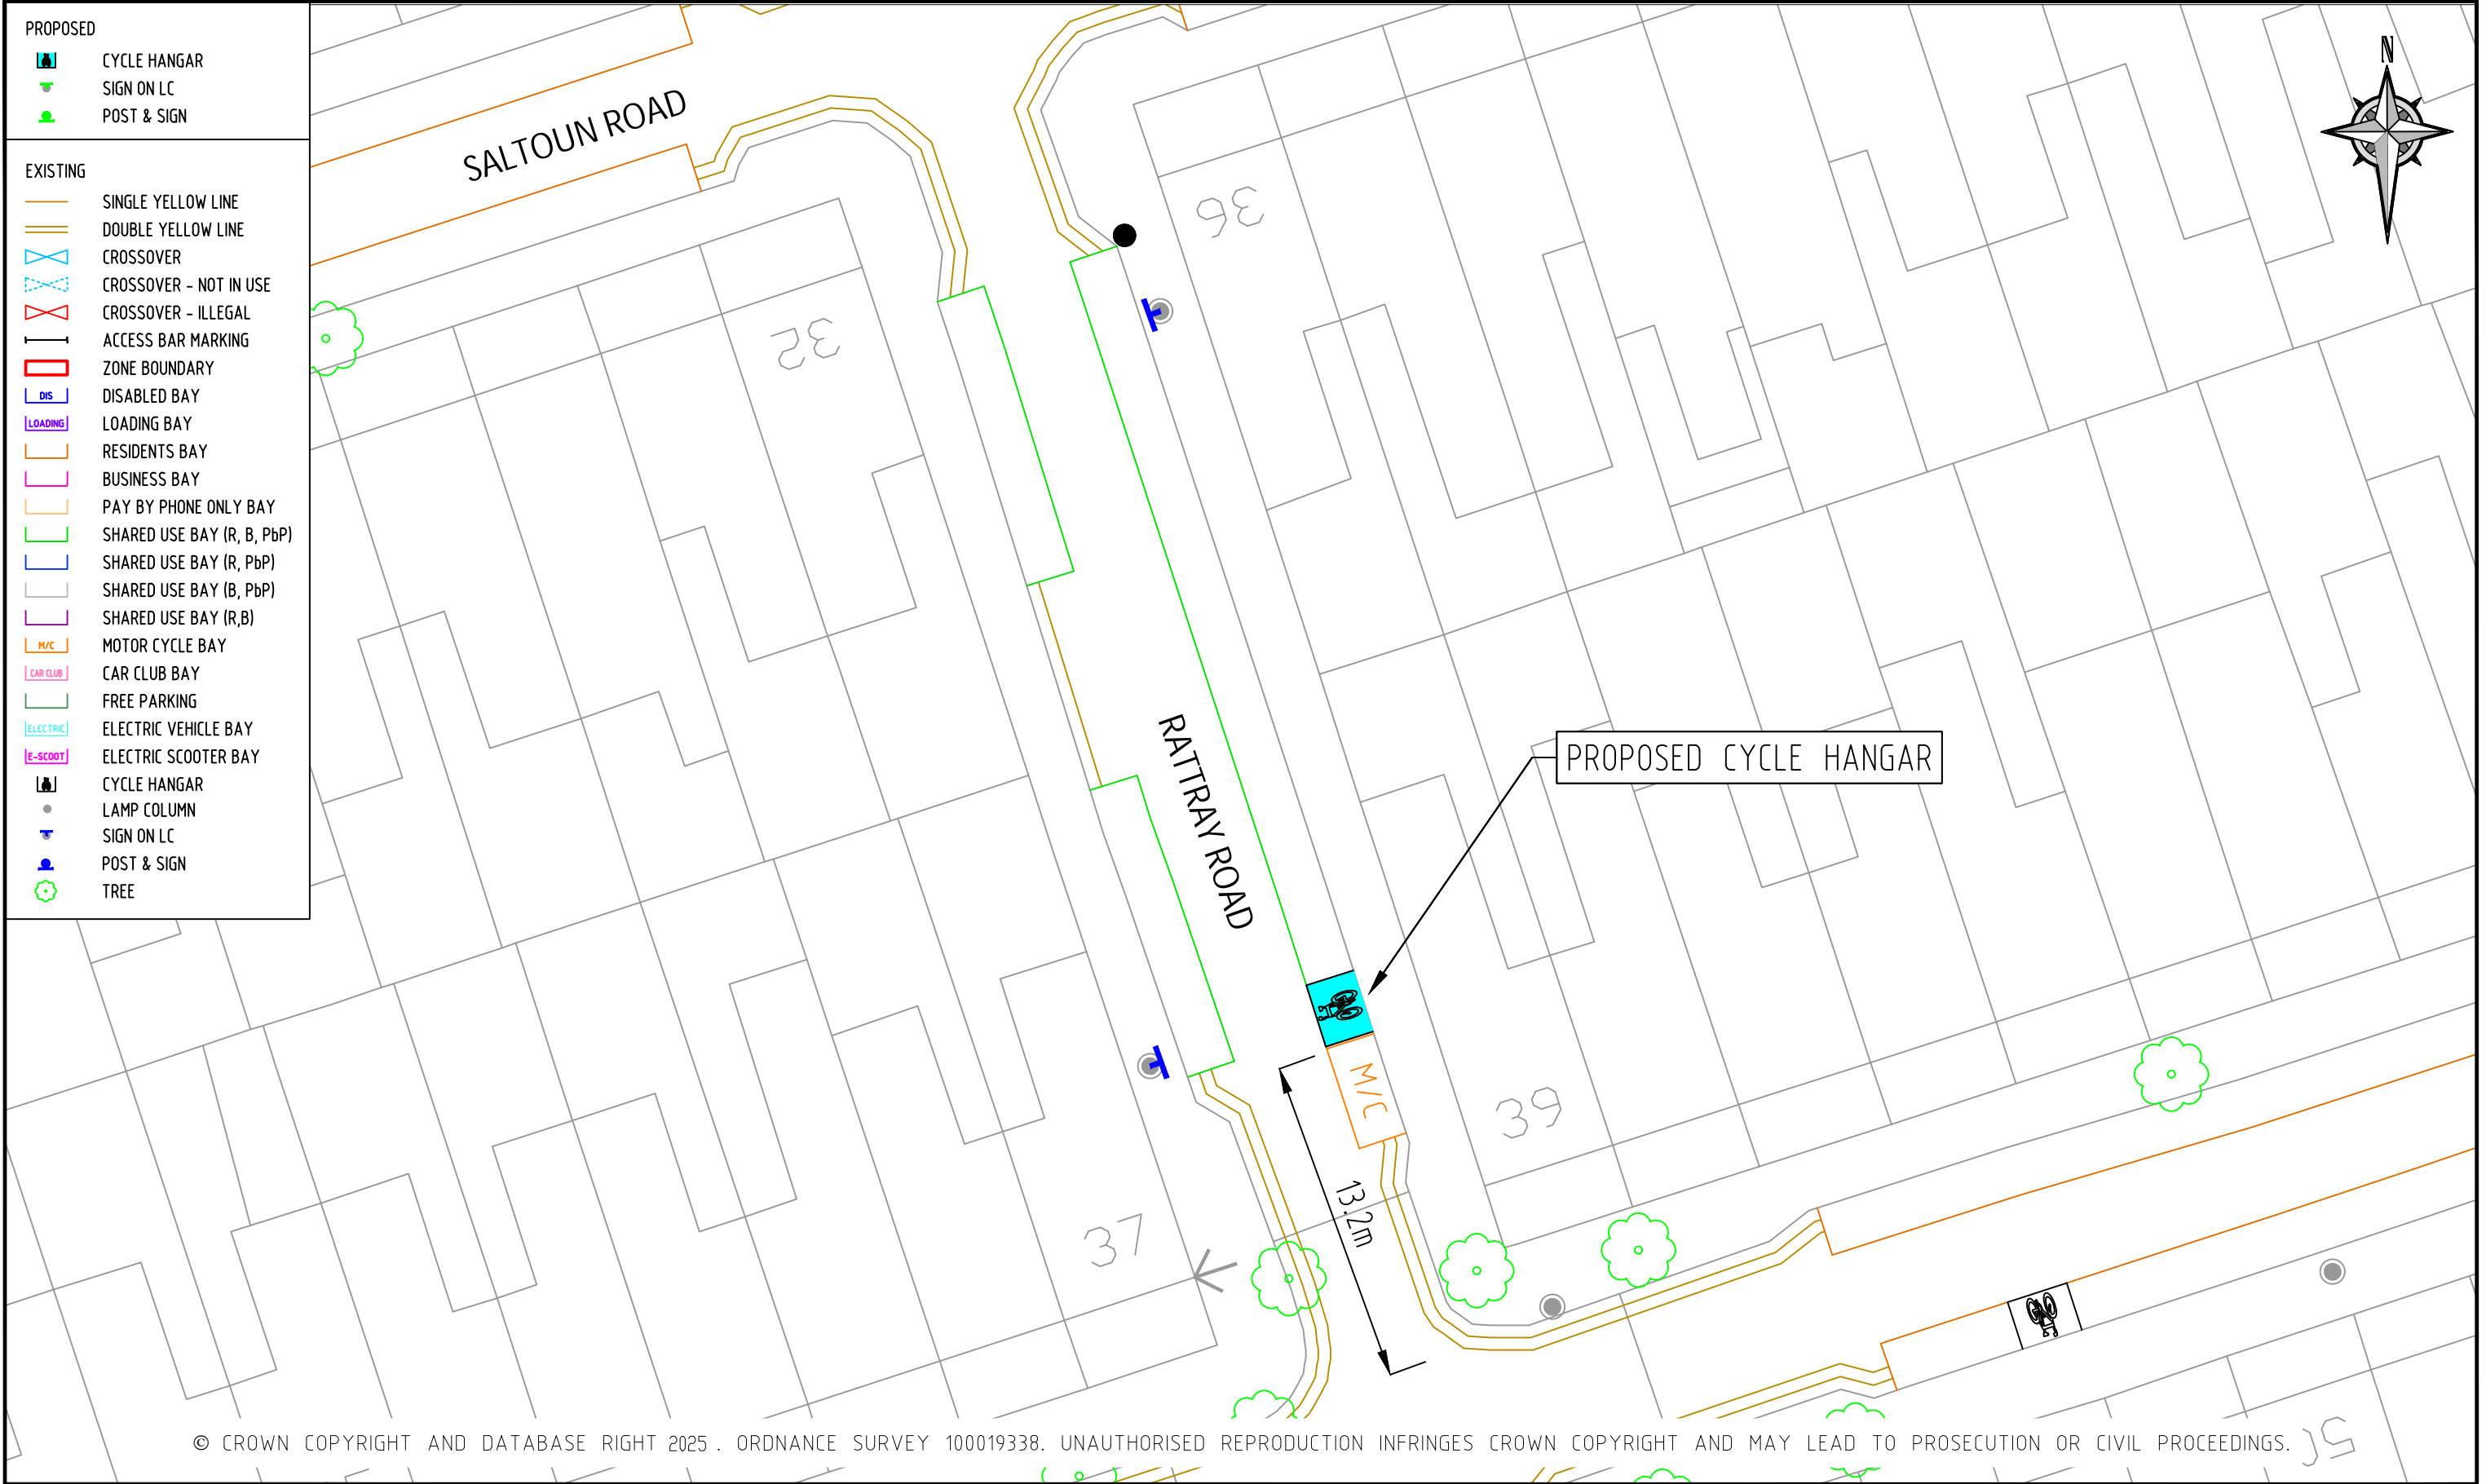 PROPOSED
CYCLE HANGAR
SIGN ON LC
POST & SIGN
EXISTING
SINGLE YELLOW LINE
DOUBLE YELLOW LINE
CROSSOVER
CROSSOVER - NOT IN USE
CROSSOVER - ILLEGAL
ACCESS BAR MARKING
ZONE BOUNDARY
DIS DISABLED BAY
LOADING LOADING BAY
RESIDENTS BAY
BUSINESS BAY
PAY BY PHONE ONLY BAY
SHARED USE BAY (R, B, PbP)
SHARED USE BAY (R, PbP)
SHARED USE BAY (B, PbP)
SHARED USE BAY (R,B)
M/C MOTOR CYCLE BAY
CAR CLUB CAR CLUB BAY
FREE PARKING
ELECTRIC ELECTRIC VEHICLE BAY
E-SCOOT ELECTRIC SCOOTER BAY
CYCLE HANGAR
LAMP COLUMN
SIGN ON LC
POST & SIGN
TREE
SALTOUN ROAD
N
36
35
RATTRAY ROAD
PROPOSED CYCLE HANGAR
M/C
39
13.2m
37
© CROWN COPYRIGHT AND DATABASE RIGHT 2025 . ORDNANCE SURVEY 100019338. UNAUTHORISED REPRODUCTION INFRINGES CROWN COPYRIGHT AND MAY LEAD TO PROSECUTION OR CIVIL PROCEEDINGS.